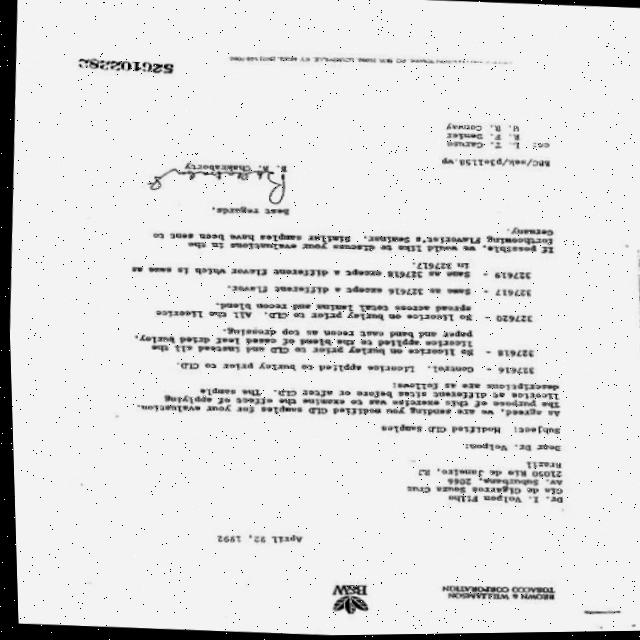 BROWN & WILLIAMSON
TOBACCO CORPORATION
B&W
April 92, 1992
Dr. I. Volpon Filho
Cia de Cigarros Souza Cruz
Av. Suburbana, 2066
21050 Rio de Janeiro, RJ
Brazil
Dear Dr. Volpon:
Subject: Modified CLD Samples
As agreed, we are sending you modified CLD samples for your evaluation.
The purpose of this exercise was to examine the effect of applying
licorice at different sites before or after CLD. The sample
descriptions are as follows:
327616 - Control. Licorice applied to burley prior to CLD.
327618 - No licorice on burley prior to CLD and instead all the
licorice applied to the blend of cased leaf dried burley,
paper and band cast recon as top dressing.
327620 - No licorice on burley prior to CLD. All the licorice
spread across total lamina and recon blend.
327617 - Same as 327616 except a different flavor.
327619 - Same as 327618 except a different flavor which is same as
in 327617.
If possible, we would like to discuss your evaluations in the
forthcoming Flavorist's Seminar. Similar samples have been sent to
Germany.
Best regards,
B. B. Chakraborty
BBC/sek/p3e1158.wp
cc: L. T. Caruso
R. F. Denier
W. R. Conway